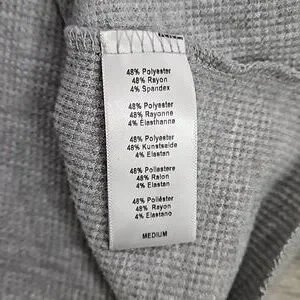 48% Polyester
48% Rayon
4% Spandex
48% Polyester
48% Rayonne
4% Elasthanne
48% Polyester
48% Kunstseide
4% Elastan
48% Poliestere
48% Raion
4% Elastan
48% Poliéster
48% Rayon
4% Elastano
MEDIUM